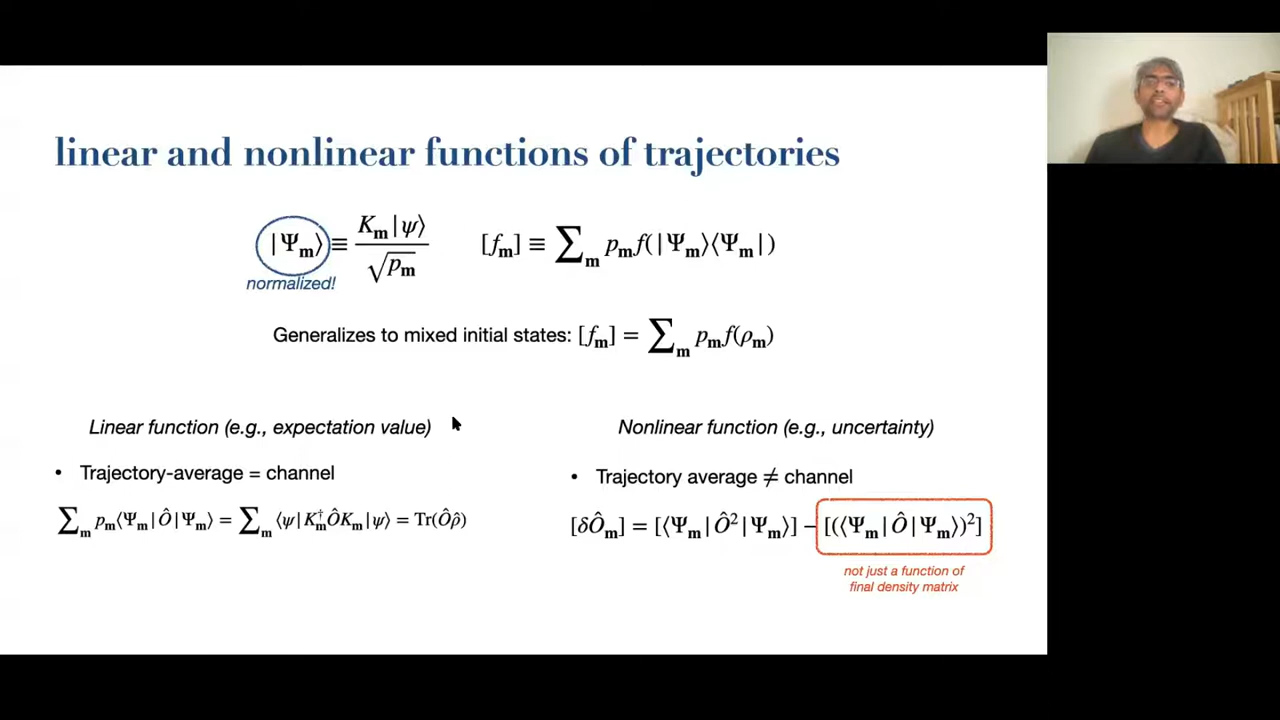 linear and nonlinear functions of trajectories
|Ψ_m⟩ ≡ K_m|ψ⟩ / √p_m   [f_m] ≡ ∑_m p_m f(|Ψ_m⟩⟨Ψ_m|)
normalized!
Generalizes to mixed initial states: [f_m] = ∑_m p_m f(ρ_m)
Linear function (e.g., expectation value)
• Trajectory-average = channel
∑_m p_m⟨Ψ_m|Ô|Ψ_m⟩ = ∑_m ⟨ψ|K_m^† Ô K_m|ψ⟩ = Tr(Ôρ̂)
Nonlinear function (e.g., uncertainty)
• Trajectory average ≠ channel
[δÔ_m] = [⟨Ψ_m|Ô²|Ψ_m⟩] – [(⟨Ψ_m|Ô|Ψ_m⟩)²]
not just a function of
final density matrix